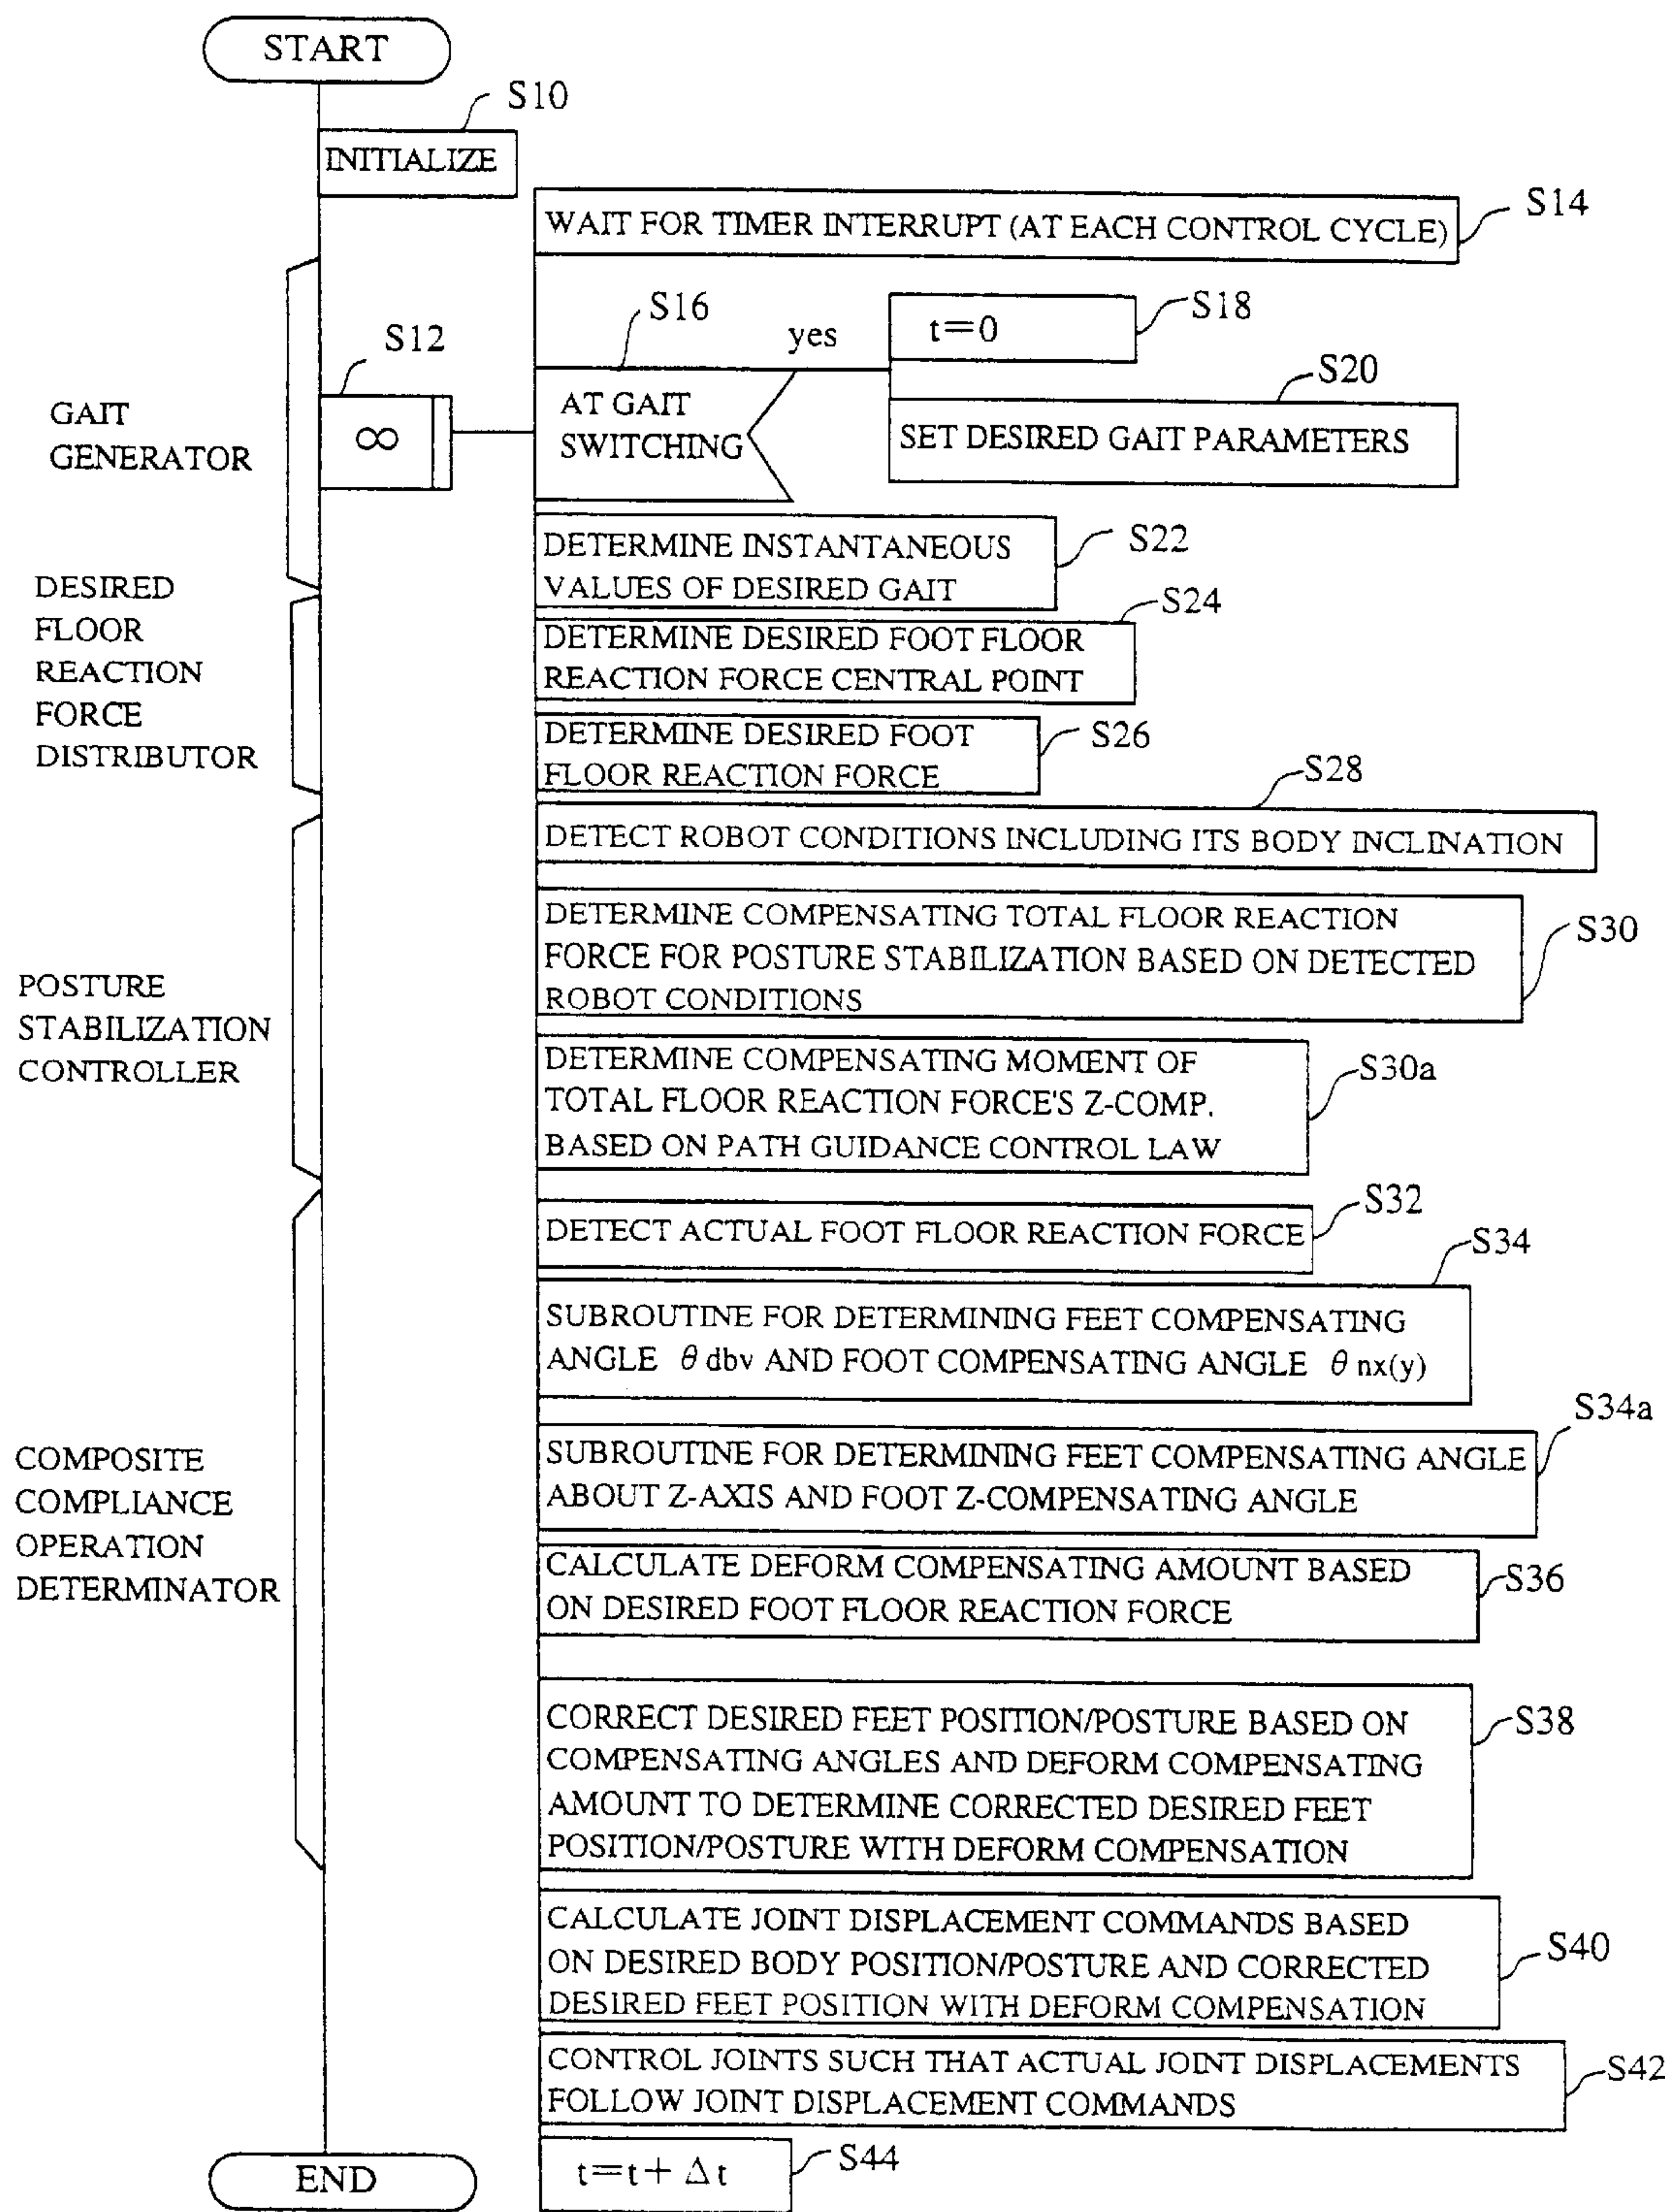 START
S10
INITIALIZE
WAIT FOR TIMER INTERRUPT (AT EACH CONTROL CYCLE)
S14
S12
∞
S16
AT GAIT
SWITCHING
yes
t=0
S18
S20
SET DESIRED GAIT PARAMETERS
GAIT
GENERATOR
DETERMINE INSTANTANEOUS
VALUES OF DESIRED GAIT
S22
DESIRED
FLOOR
REACTION
FORCE
DISTRIBUTOR
DETERMINE DESIRED FOOT FLOOR
REACTION FORCE CENTRAL POINT
S24
DETERMINE DESIRED FOOT
FLOOR REACTION FORCE
S26
S28
DETECT ROBOT CONDITIONS INCLUDING ITS BODY INCLINATION
POSTURE
STABILIZATION
CONTROLLER
DETERMINE COMPENSATING TOTAL FLOOR REACTION
FORCE FOR POSTURE STABILIZATION BASED ON DETECTED
ROBOT CONDITIONS
S30
DETERMINE COMPENSATING MOMENT OF
TOTAL FLOOR REACTION FORCE'S Z-COMP.
BASED ON PATH GUIDANCE CONTROL LAW
S30a
DETECT ACTUAL FOOT FLOOR REACTION FORCE
S32
S34
SUBROUTINE FOR DETERMINING FEET COMPENSATING
ANGLE θ dbv AND FOOT COMPENSATING ANGLE θ nx(y)
S34a
SUBROUTINE FOR DETERMINING FEET COMPENSATING ANGLE
ABOUT Z-AXIS AND FOOT Z-COMPENSATING ANGLE
COMPOSITE
COMPLIANCE
OPERATION
DETERMINATOR
CALCULATE DEFORM COMPENSATING AMOUNT BASED
ON DESIRED FOOT FLOOR REACTION FORCE
S36
CORRECT DESIRED FEET POSITION/POSTURE BASED ON
COMPENSATING ANGLES AND DEFORM COMPENSATING
AMOUNT TO DETERMINE CORRECTED DESIRED FEET
POSITION/POSTURE WITH DEFORM COMPENSATION
S38
CALCULATE JOINT DISPLACEMENT COMMANDS BASED
ON DESIRED BODY POSITION/POSTURE AND CORRECTED
DESIRED FEET POSITION WITH DEFORM COMPENSATION
S40
CONTROL JOINTS SUCH THAT ACTUAL JOINT DISPLACEMENTS
FOLLOW JOINT DISPLACEMENT COMMANDS
S42
t=t+ Δt
S44
END